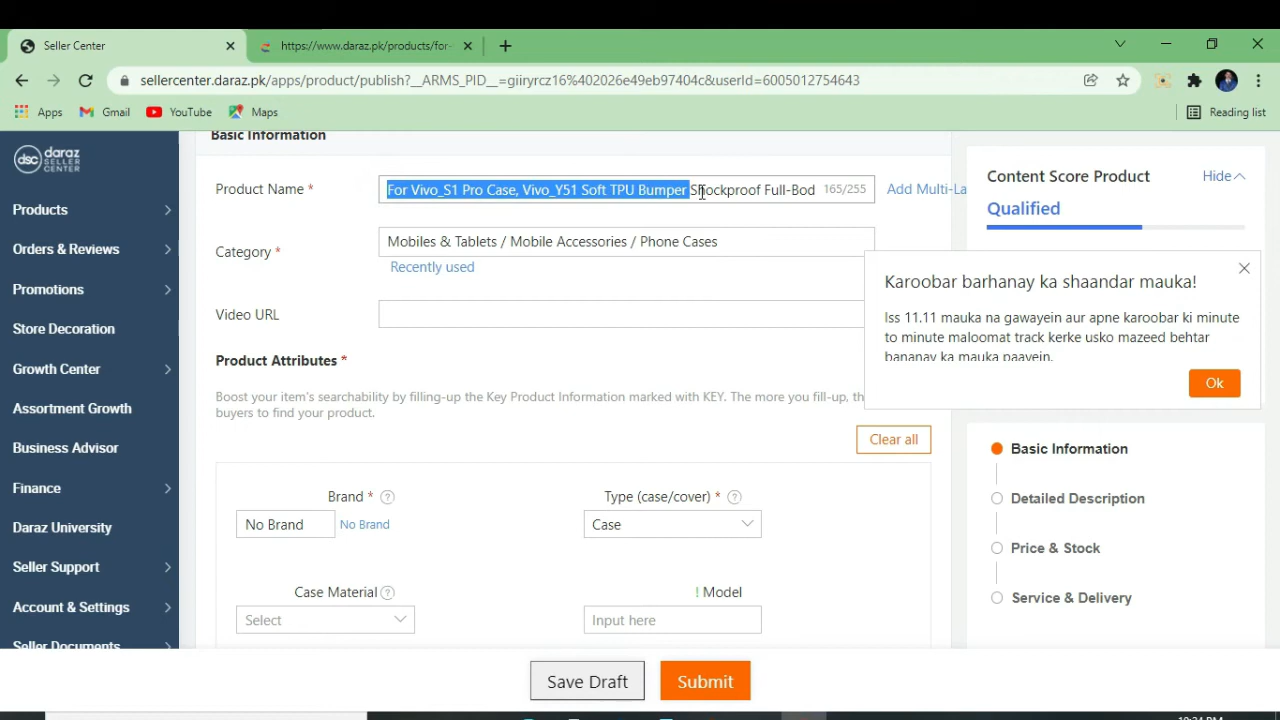 Seller Center
https://www.daraz.pk/products/for-
sellercenter.daraz.pk/apps/product/publish?__ARMS_PID__=giiryrcz16%402026e49eb97404c&userId=6005012754643
Apps Gmail YouTube Maps Reading list
dsc daraz SELLER CENTER
Products
Orders & Reviews
Promotions
Store Decoration
Growth Center
Assortment Growth
Business Advisor
Finance
Daraz University
Seller Support
Account & Settings
Seller Documents
Basic Information
Product Name *
For Vivo_S1 Pro Case, Vivo_Y51 Soft TPU Bumper Shockproof Full-Bod 165/255
Add Multi-La
Category *
Mobiles & Tablets / Mobile Accessories / Phone Cases
Recently used
Video URL
Product Attributes *
Boost your item's searchability by filling-up the Key Product Information marked with KEY. The more you fill-up, th
buyers to find your product.
Clear all
Brand * ?
No Brand No Brand
Type (case/cover) * ?
Case
Case Material ?
Select
! Model
Input here
Save Draft Submit
Content Score Product Hide
Qualified
Karoobar barhanay ka shaandar mauka!
Iss 11.11 mauka na gawayein aur apne karoobar ki minute
to minute maloomat track kerke usko mazeed behtar
bananay ka mauka paayein.
Ok
Basic Information
Detailed Description
Price & Stock
Service & Delivery